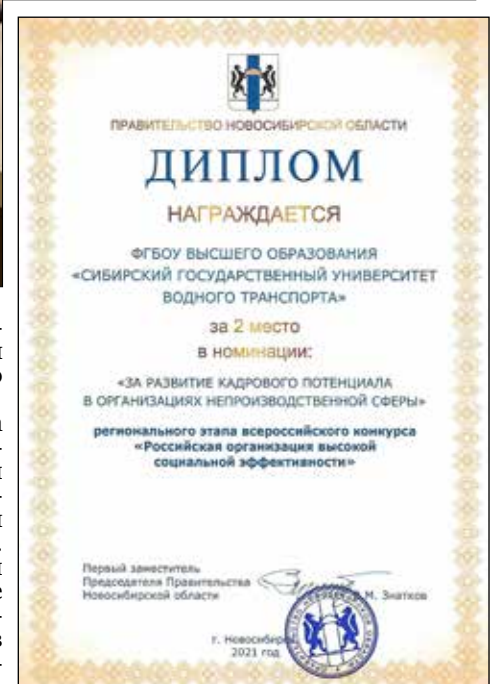 ПРАВИТЕЛЬСТВО НОВОСИБИРСКОЙ ОБЛАСТИ
ДИПЛОМ
НАГРАЖДАЕТСЯ
ФГБОУ ВЫСШЕГО ОБРАЗОВАНИЯ
«СИБИРСКИЙ ГОСУДАРСТВЕННЫЙ УНИВЕРСИТЕТ
ВОДНОГО ТРАНСПОРТА»
за 2 место
в номинации:
«ЗА РАЗВИТИЕ КАДРОВОГО ПОТЕНЦИАЛА
В ОРГАНИЗАЦИЯХ НЕПРОИЗВОДСТВЕННОЙ СФЕРЫ»
регионального этапа всероссийского конкурса
«Российская организация высокой
социальной эффективности»
Первый заместитель
Председателя Правительства
Новосибирской области
М. Знатков
г. Новосибирск
2021 год